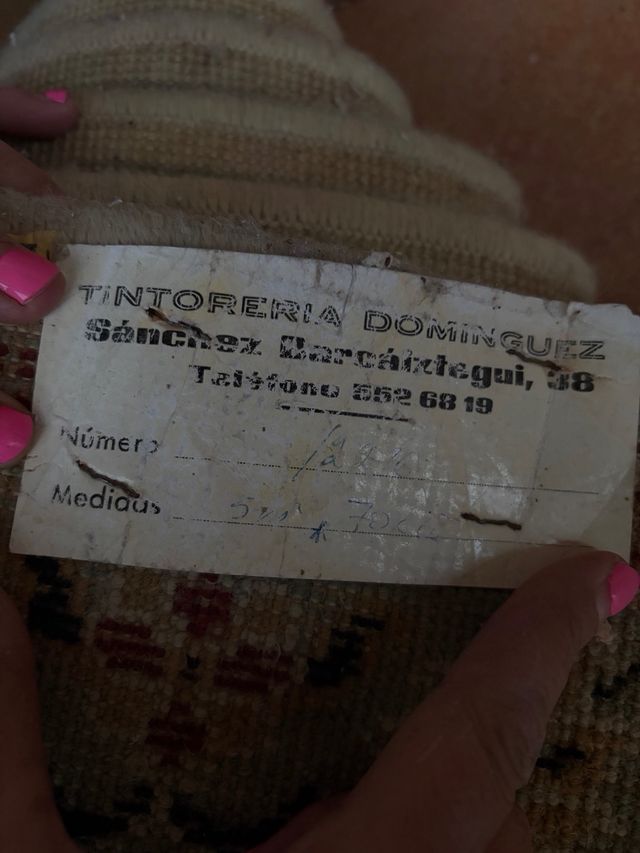 TINTORERIA DOMINGUEZ
Sánchez Barcáiztegui, 38
Teléfono 552 68 19
Número
Medidas